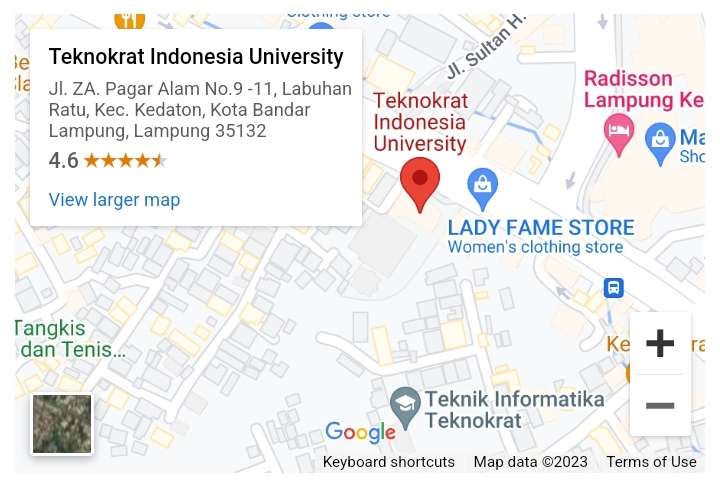 Clothing store
Teknokrat Indonesia University
Jl. ZA. Pagar Alam No.9 -11, Labuhan
Ratu, Kec. Kedaton, Kota Bandar
Lampung, Lampung 35132
4.6
View larger map
Jl. Sultan H.
Radisson
Lampung Ke
Teknokrat
Indonesia
University
Ma
Sho
LADY FAME STORE
Women's clothing store
Tangkis
dan Tenis...
Teknik Informatika
Teknokrat
Google
Keyboard shortcuts
Map data ©2023
Terms of Use